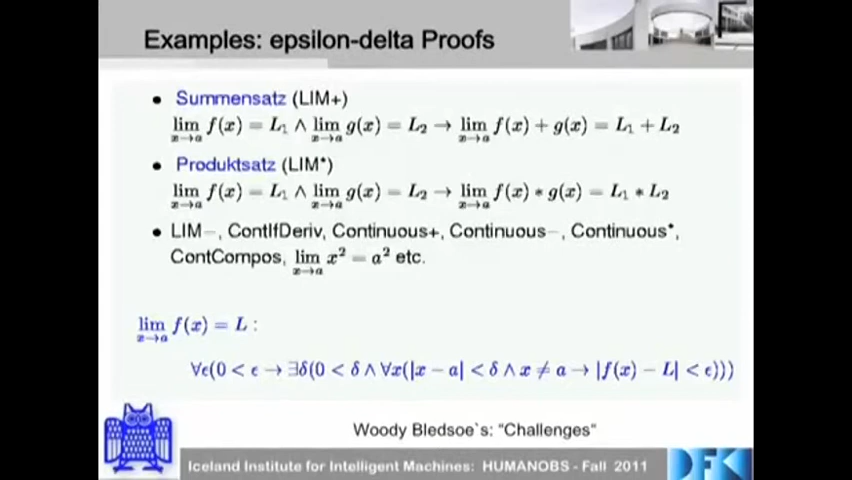 Examples: epsilon-delta Proofs
• Summensatz (LIM+)
lim x→a f(x) = L₁ ∧ lim x→a g(x) = L₂ → lim x→a f(x) + g(x) = L₁ + L₂
• Produktsatz (LIM*)
lim x→a f(x) = L₁ ∧ lim x→a g(x) = L₂ → lim x→a f(x) * g(x) = L₁ * L₂
• LIM−, ContIfDeriv, Continuous+, Continuous−, Continuous*,
ContCompos, lim x→a x² = a² etc.
lim x→a f(x) = L :
∀ϵ(0 < ϵ → ∃δ(0 < δ ∧ ∀x(|x − a| < δ ∧ x ≠ a → |f(x) − L| < ϵ)))
Woody Bledsoe`s: "Challenges"
Iceland Institute for Intelligent Machines: HUMANOBS - Fall 2011
DFK